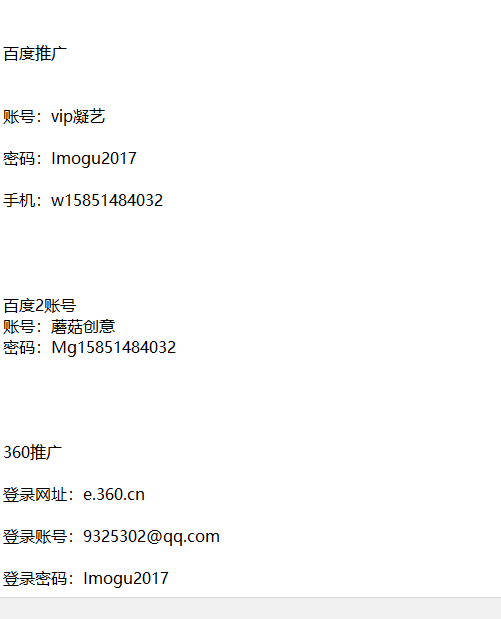 百度推广
账号：vip凝艺
密码：Imogu2017
手机：w15851484032
百度2账号
账号：蘑菇创意
密码：Mg15851484032
360推广
登录网址：e.360.cn
登录账号：9325302@qq.com
登录密码：Imogu2017